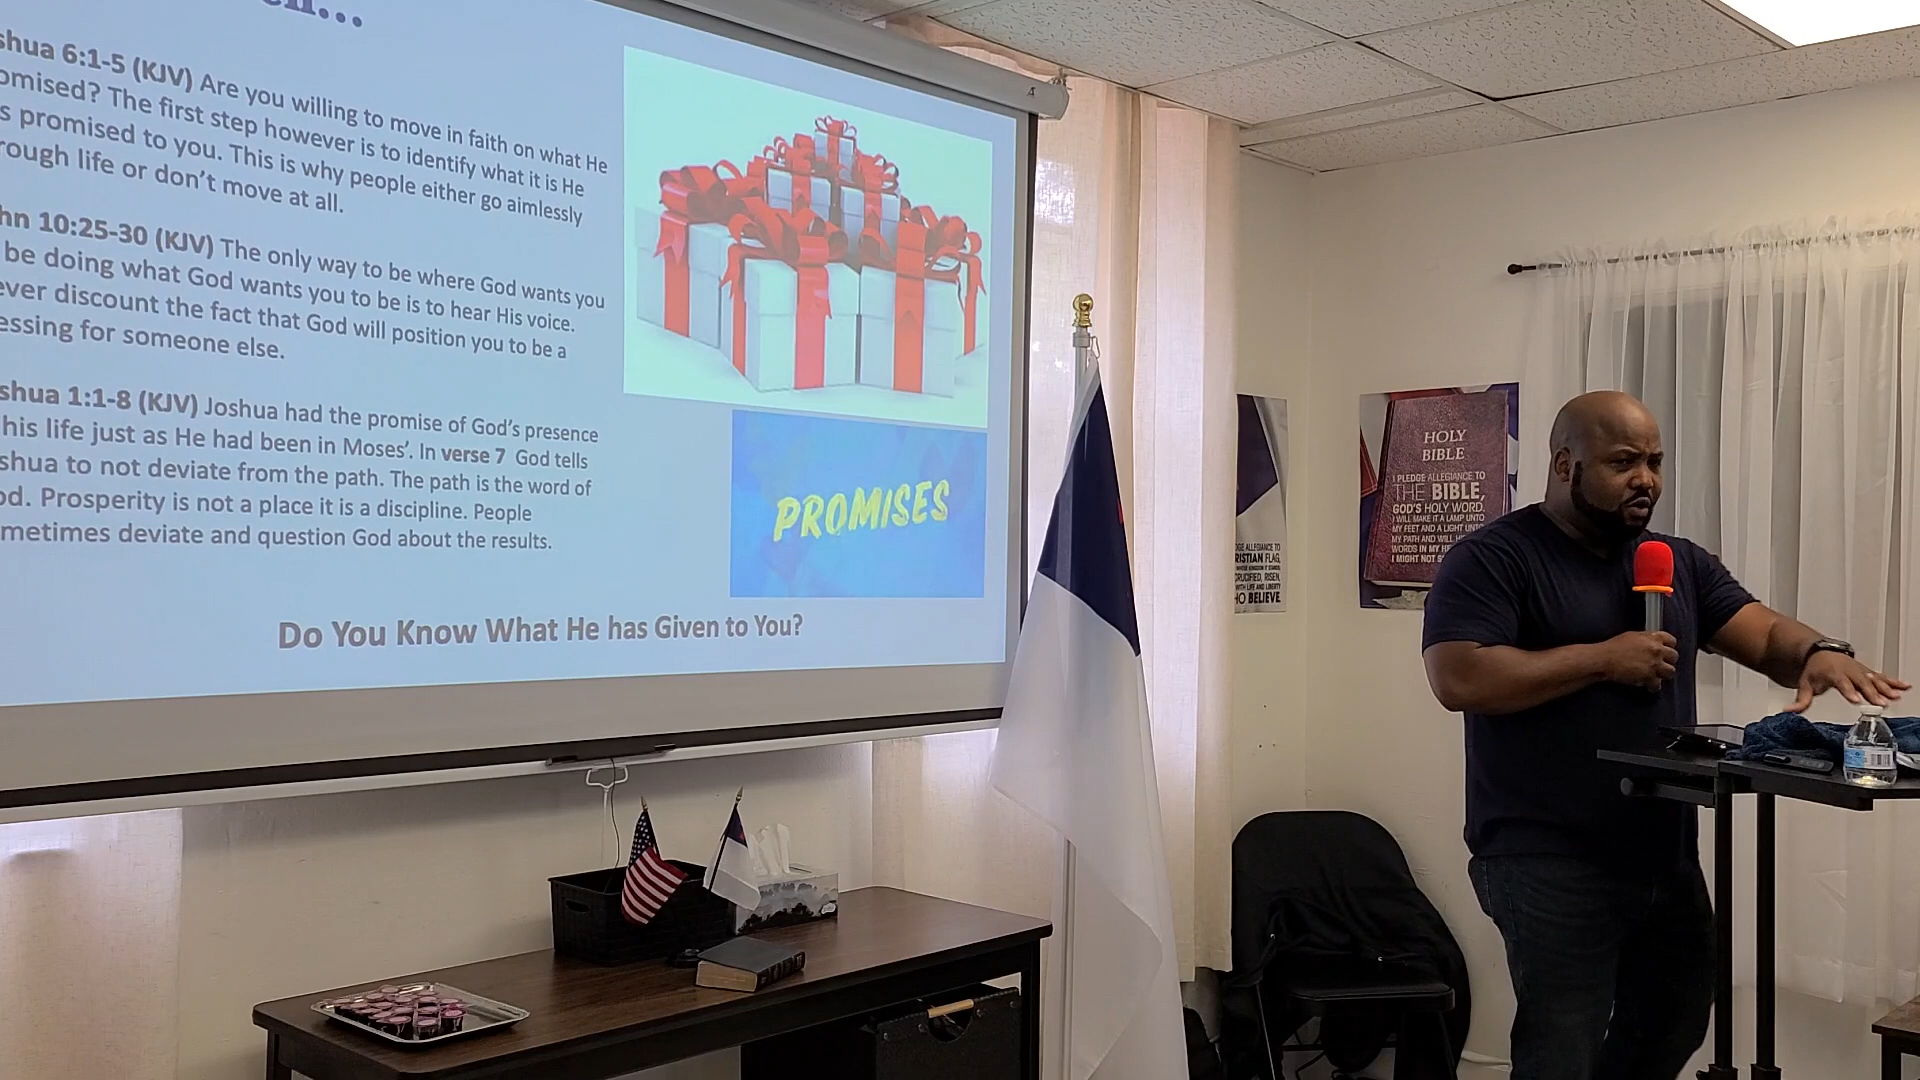 shua 6:1-5 (KJV) Are you willing to move in faith on what He
omised? The first step however is to identify what it is He
s promised to you. This is why people either go aimlessly
rough life or don't move at all.
hn 10:25-30 (KJV) The only way to be where God wants you
be doing what God wants you to be is to hear His voice.
ever discount the fact that God will position you to be a
essing for someone else.
shua 1:1-8 (KJV) Joshua had the promise of God's presence
his life just as He had been in Moses'. In verse 7 God tells
shua to not deviate from the path. The path is the word of
od. Prosperity is not a place it is a discipline. People
metimes deviate and question God about the results.
PROMISES
Do You Know What He has Given to You?
DGE ALLEGIANCE TO
RISTIAN FLAG,
CRUCIFIED, RISEN,
WITH LIFE AND LIBERTY
HO BELIEVE
HOLY
BIBLE
I PLEDGE ALLEGIANCE TO
THE BIBLE,
GOD'S HOLY WORD.
I WILL MAKE IT A LAMP UNTO
MY FEET AND A LIGHT UNTO
MY PATH AND WILL
WORDS IN MY
I MIGHT NOT